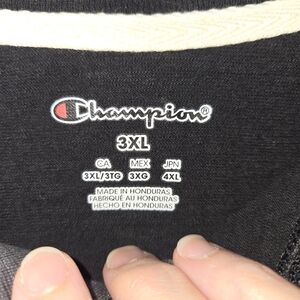 Champion®
3XL
CA MEX JPN
3XL/3TG 3XG 4XL
MADE IN HONDURAS
FABRIQUÉ AU HONDURAS
HECHO EN HONDURAS